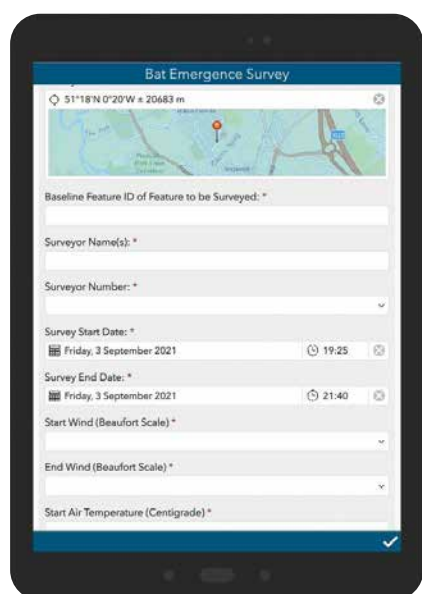 Bat Emergence Survey
51°18'N 0°20'W ± 20683 m
Baseline Feature ID of Feature to be Surveyed: *
Surveyor Name(s): *
Surveyor Number: *
Survey Start Date: *
Friday, 3 September 2021 19:25
Survey End Date: *
Friday, 3 September 2021 21:40
Start Wind (Beaufort Scale) *
End Wind (Beaufort Scale) *
Start Air Temperature (Centigrade) *